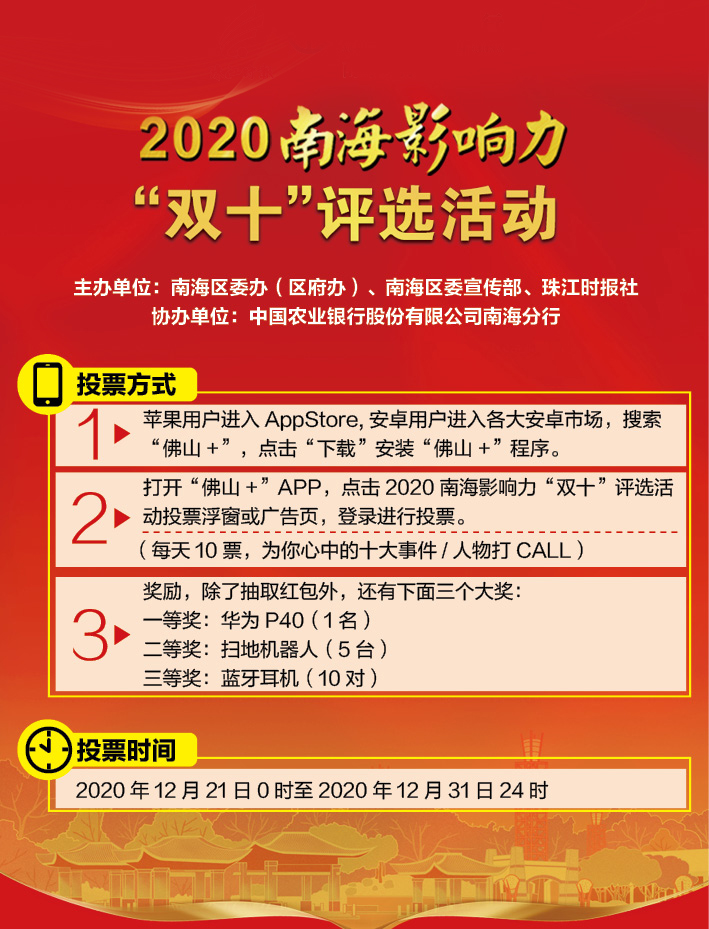 2020南海影响力
“双十”评选活动
主办单位：南海区委办（区府办）、南海区委宣传部、珠江时报社
协办单位：中国农业银行股份有限公司南海分行
投票方式
1
苹果用户进入 AppStore, 安卓用户进入各大安卓市场，搜索
“佛山 +”，点击“下载”安装“佛山 +”程序。
2
打开“佛山 +”APP，点击 2020 南海影响力“双十”评选活
动投票浮窗或广告页，登录进行投票。
（每天 10 票，为你心中的十大事件 / 人物打 CALL）
3
奖励，除了抽取红包外，还有下面三个大奖：
一等奖：华为 P40（1 名）
二等奖：扫地机器人（5 台）
三等奖：蓝牙耳机（10 对）
投票时间
2020 年 12 月 21 日 0 时至 2020 年 12 月 31 日 24 时